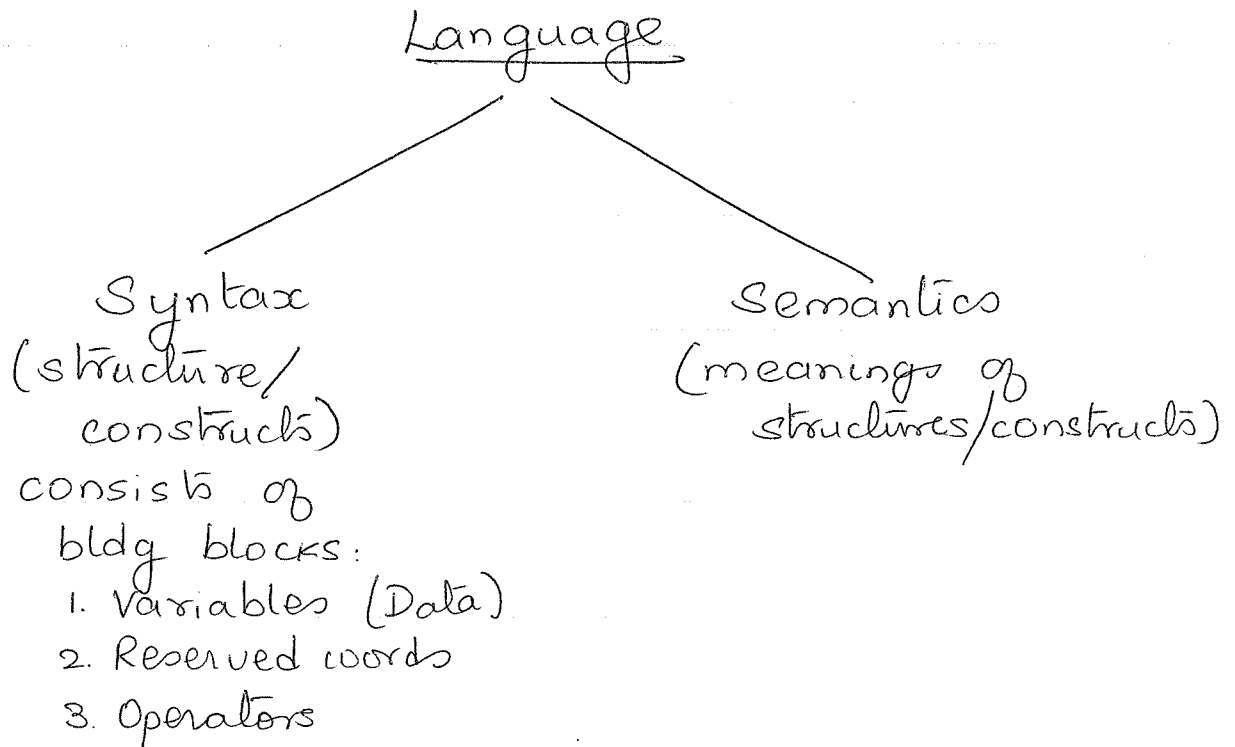 Language
Syntax
(structure/
constructs)
consists of
bldg blocks:
1. Variables (Data)
2. Reserved words
3. Operators
Semantics
(meanings of
structures/constructs)